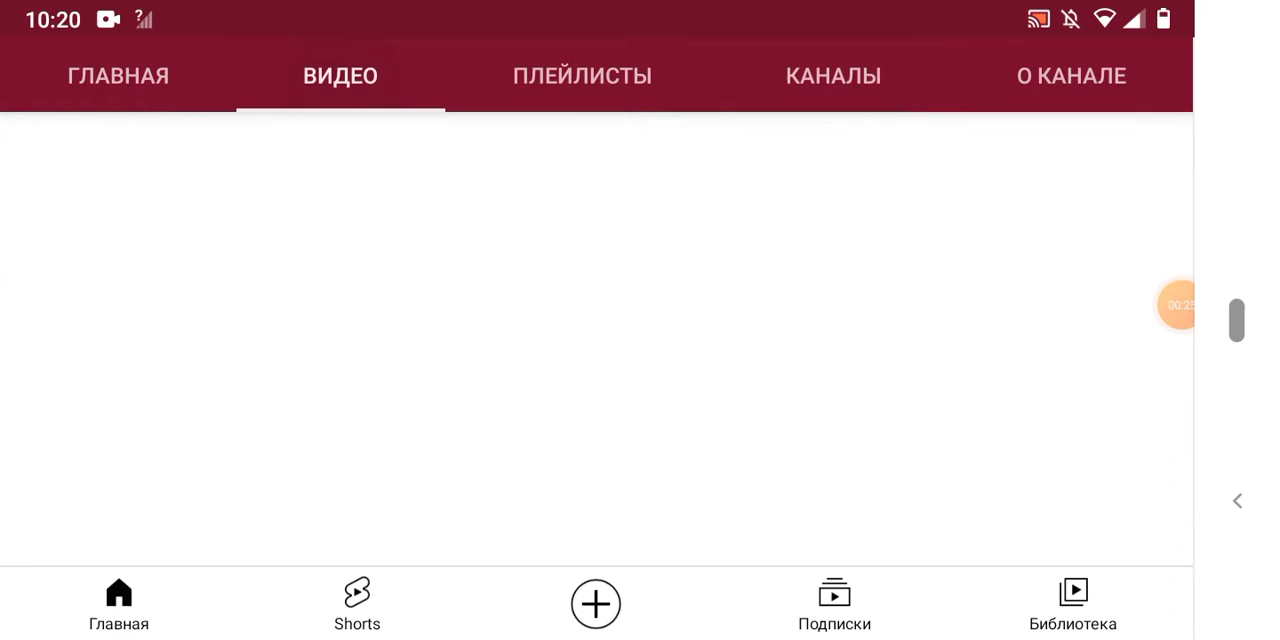 10:20 ?
ГЛАВНАЯ ВИДЕО ПЛЕЙЛИСТЫ КАНАЛЫ О КАНАЛЕ
Главная Shorts Подписки Библиотека